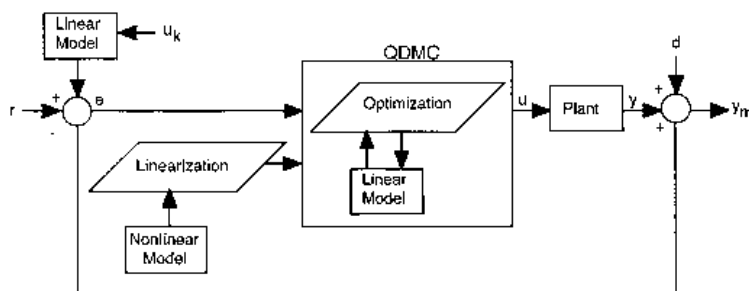 Linear
Model
u_k
QDMC
d
+
e
r
-
Optimization
u
Plant
y
+
+
y_m
Linearization
Linear
Model
Nonlinear
Model